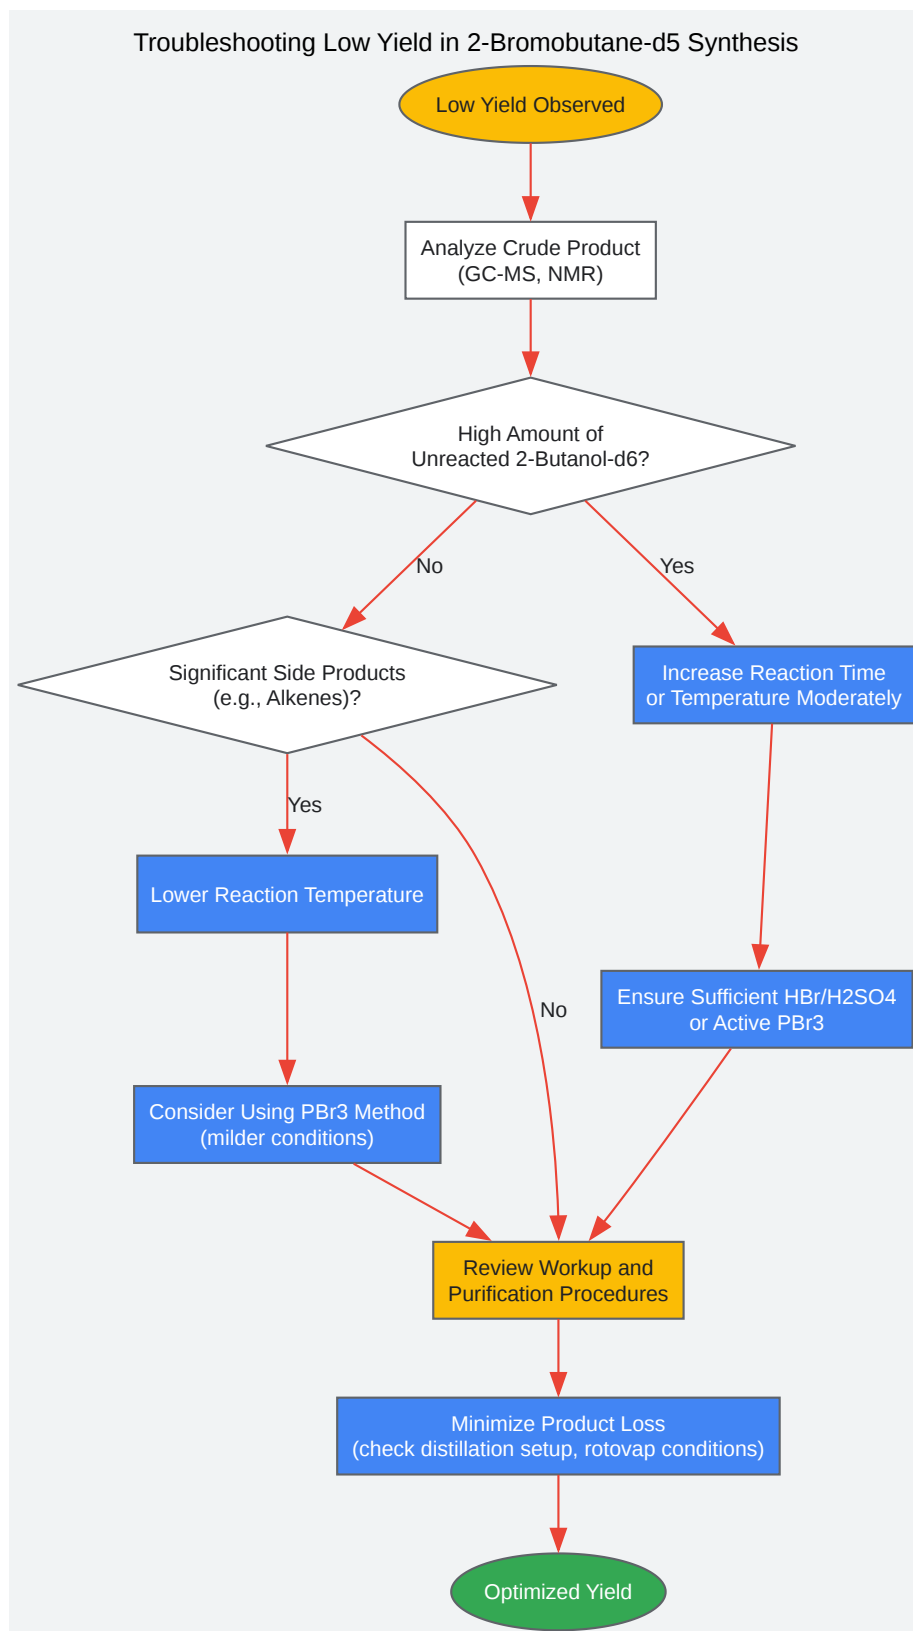 Troubleshooting Low Yield in 2-Bromobutane-d5 Synthesis
Low Yield Observed
Analyze Crude Product
(GC-MS, NMR)
High Amount of
Unreacted 2-Butanol-d6?
No
Yes
Significant Side Products
(e.g., Alkenes)?
Increase Reaction Time
or Temperature Moderately
Yes
Lower Reaction Temperature
No
Ensure Sufficient HBr/H2SO4
or Active PBr3
Consider Using PBr3 Method
(milder conditions)
Review Workup and
Purification Procedures
Minimize Product Loss
(check distillation setup, rotovap conditions)
Optimized Yield